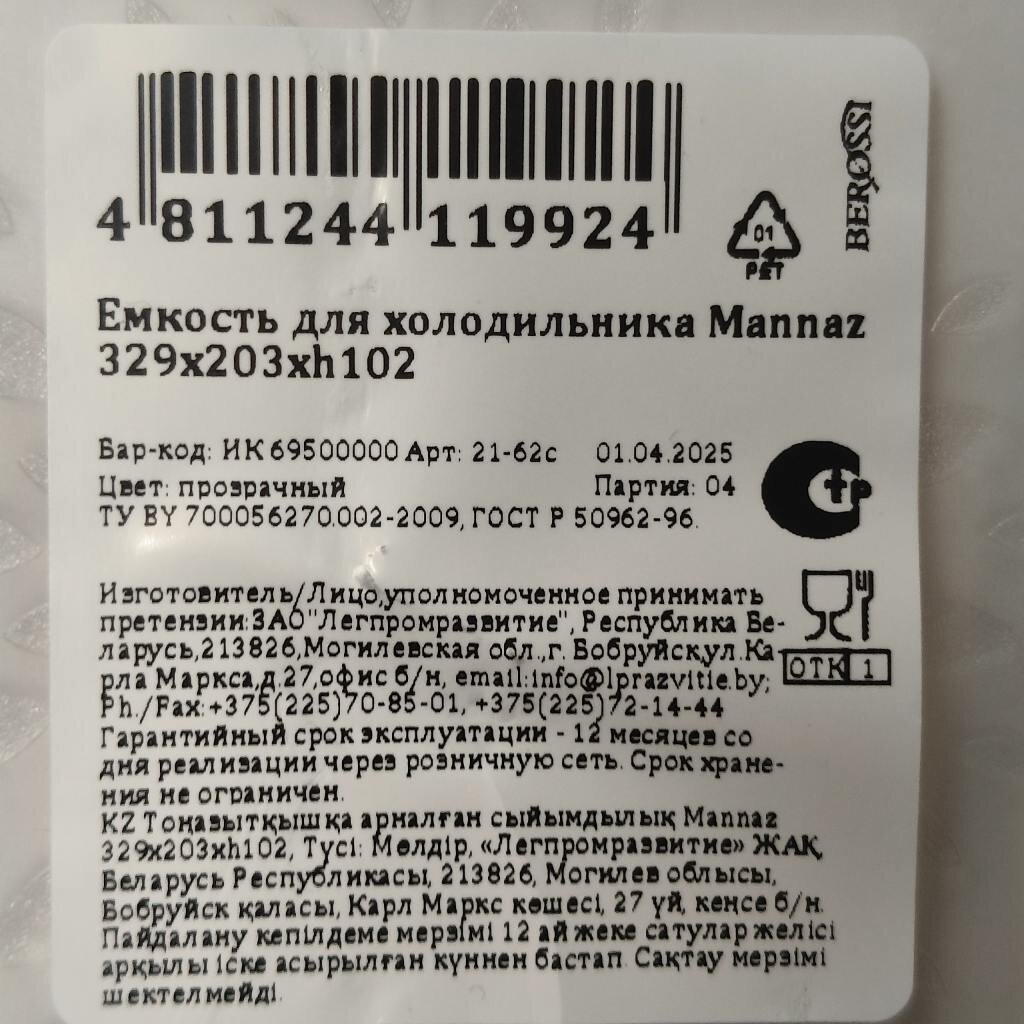 4 811244 119924
BEROSSI
01
PET
Емкость для холодильника Mannaz
329x203xh102
Бар-код: ИК 69500000 Арт: 21-62с 01.04.2025
Цвет: прозрачный Партия: 04
ТУ BY 700056270.002-2009, ГОСТ Р 50962-96.
Стр
Изготовитель/Лицо,уполномоченное принимать
претензии:ЗАО"Легпромразвитие", Республика Бе-
ларусь,213826,Могилевская обл.,г. Бобруйск,ул.Ка-
рла Маркса,д.27,офис б/н, email:info@lprazvitie.by;
Ph./Fax:+375(225)70-85-01, +375(225)72-14-44
ОТК 1
Гарантийный срок эксплуатации - 12 месяцев со
дня реализации через розничную сеть. Срок хране-
ния не ограничен.
KZ Тоңазытқышқа арналған сыйымдылық Mannaz
329x203xh102, Түсі: Мөлдір, «Легпромразвитие» ЖАҚ,
Беларусь Республикасы, 213826, Могилев облысы,
Бобруйск қаласы, Карл Маркс көшесі, 27 үй, кеңсе б/н.
Пайдалану кепілдеме мерзімі 12 ай жеке сатулар желісі
арқылы іске асырылған күннен бастап. Сақтау мерзімі
шектелмейді.